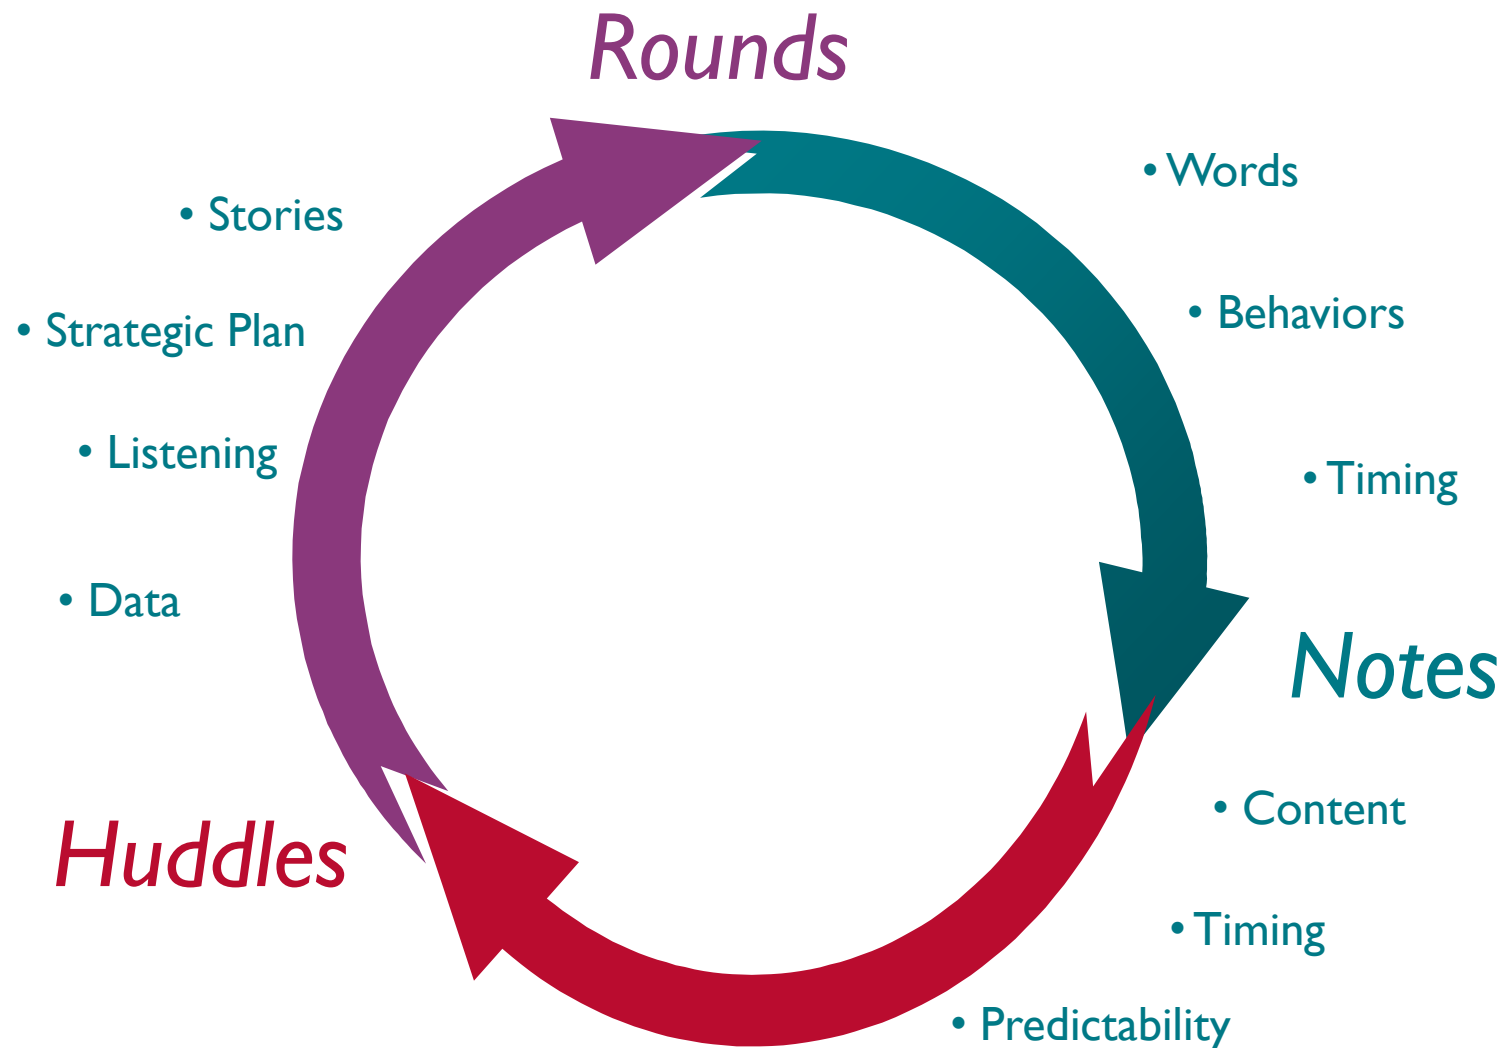 Rounds
• Words
• Behaviors
• Timing
Notes
• Content
• Timing
• Predictability
Huddles
• Data
• Listening
• Strategic Plan
• Stories